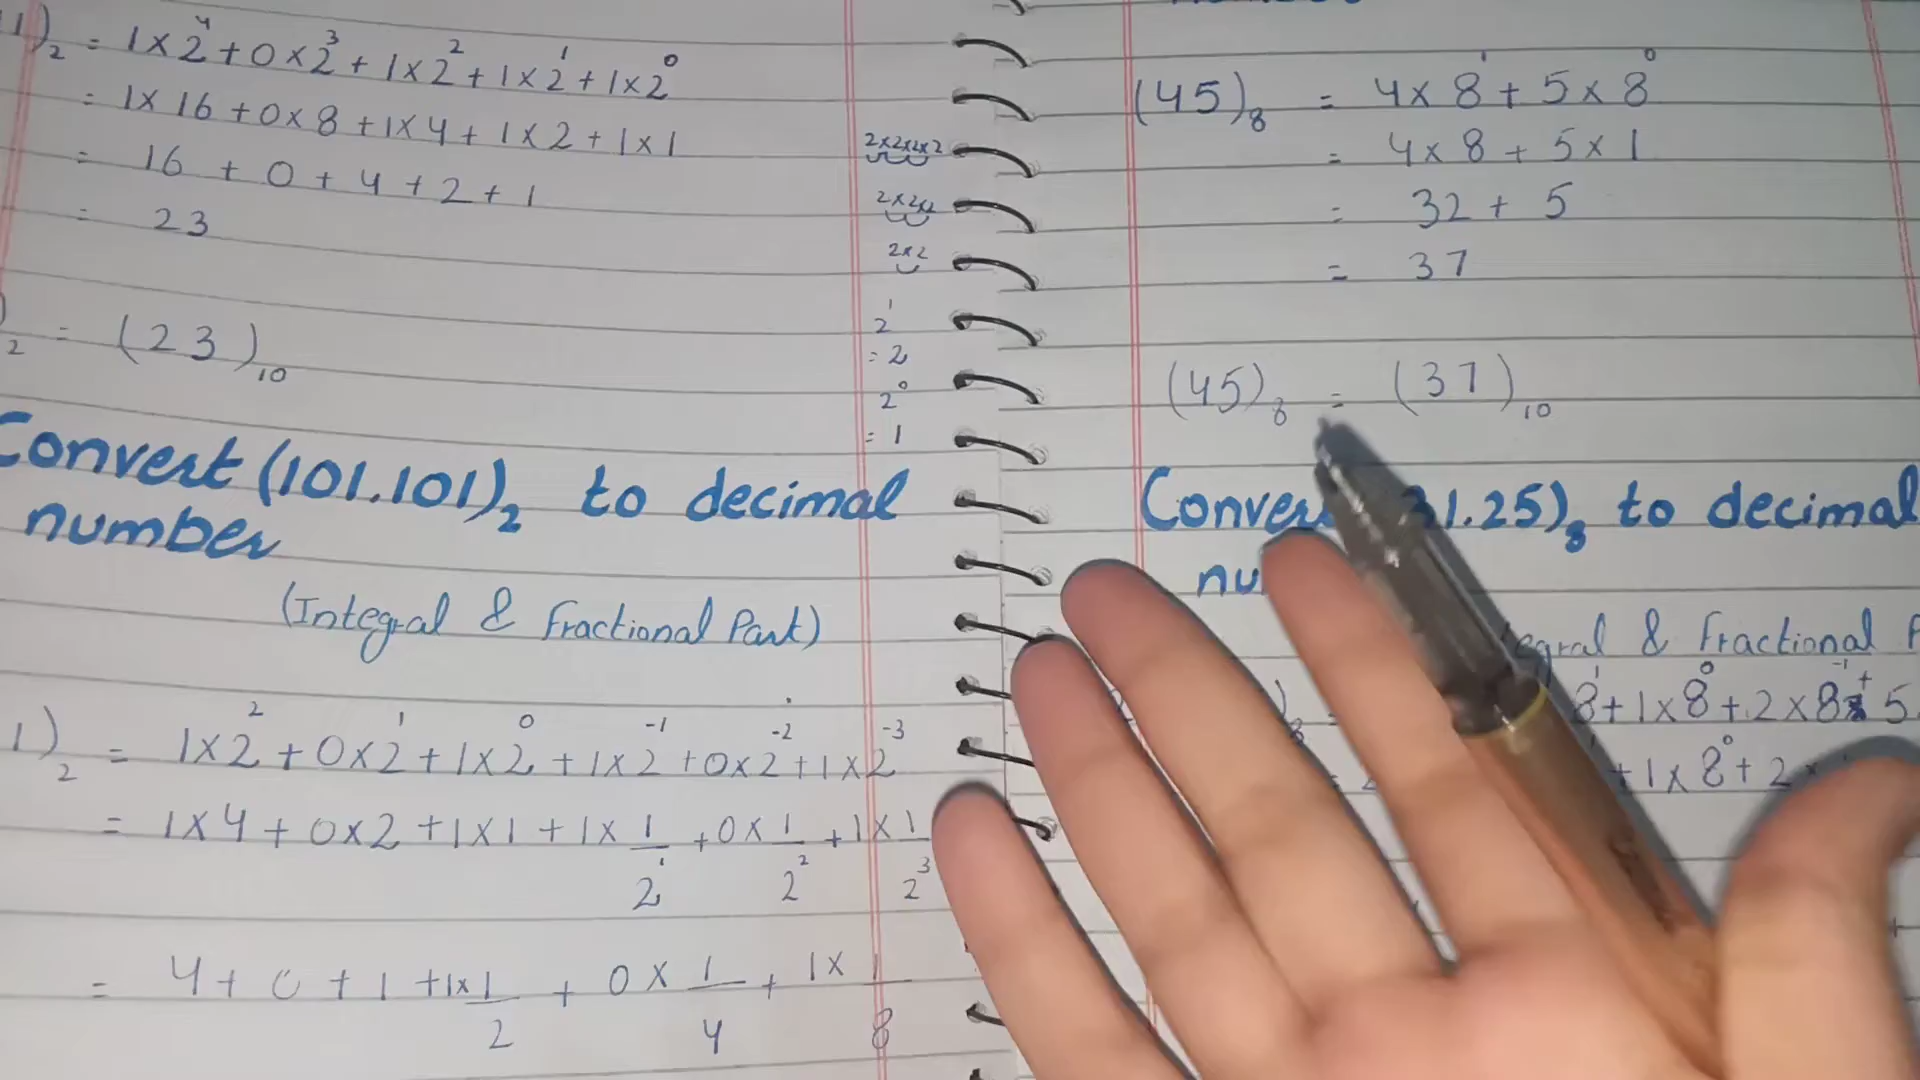 1)₂ = 1×2⁴+0×2³+1×2²+1×2¹+1×2⁰
= 1×16+0×8+1×4+1×2+1×1
= 16+0+4+2+1
= 23
₂ = (23)₁₀
2×2×2×2
2×2×2
2×2
2¹
=2
2⁰
=1
Convert (101.101)₂ to decimal
number
(Integral & Fractional Part)
1)₂ = 1×2²+0×2¹+1×2⁰+1×2⁻¹+0×2⁻²+1×2⁻³
= 1×4+0×2+1×1+1×1/2¹+0×1/2²+1×1/2³
= 4+0+1+1×1/2+0×1/4+1×1/8
(45)₈ = 4×8¹+5×8⁰
= 4×8+5×1
= 32+5
= 37
(45)₈ = (37)₁₀
1.25)₈ to decimal
egral & Fractional
)₈ = 8¹+1×8⁰+2×8⁻¹+5
+1×8⁰+2×